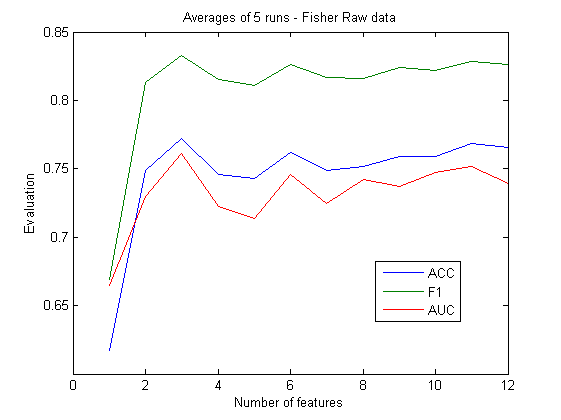 Averages of 5 runs - Fisher Raw data
0.85
0.8
0.75
0.7
0.65
Evaluation
ACC
F1
AUC
0 2 4 6 8 10 12
Number of features